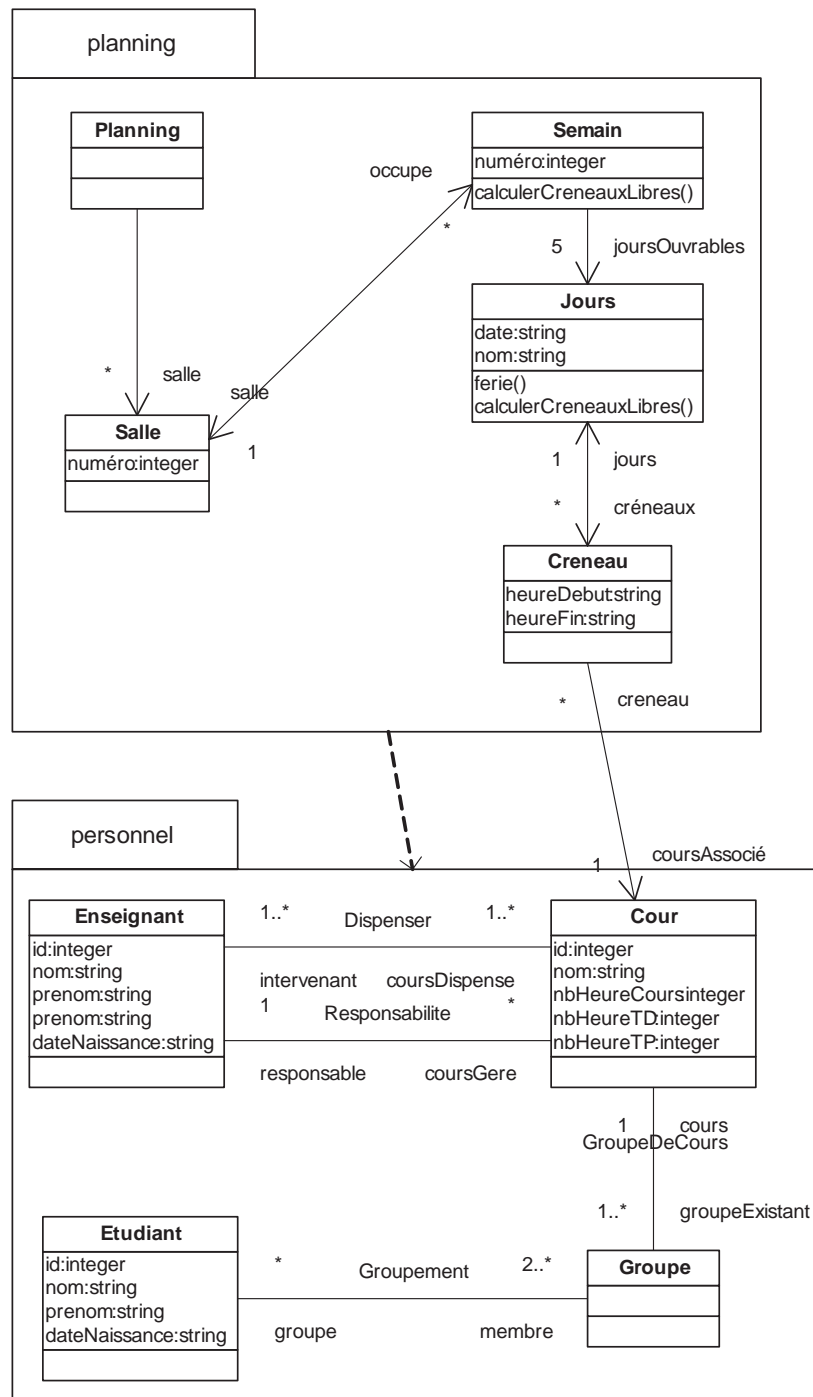 planning
Planning
Semain
numéro:integer
calculerCreneauxLibres()
occupe
*
5
joursOuvrables
Jours
date:string
nom:string
ferie()
calculerCreneauxLibres()
*
salle
salle
1
Salle
numéro:integer
1
jours
*
créneaux
Creneau
heureDebut:string
heureFin:string
*
creneau
personnel
1
coursAssocié
Enseignant
id:integer
nom:string
prenom:string
prenom:string
dateNaissance:string
1..*
Dispenser
1..*
intervenant
coursDispense
1
Responsabilite
*
responsable
coursGere
Cour
id:integer
nom:string
nbHeureCours:integer
nbHeureTD:integer
nbHeureTP:integer
1
cours
GroupeDeCours
1..*
groupeExistant
Etudiant
id:integer
nom:string
prenom:string
dateNaissance:string
*
Groupement
2..*
groupe
membre
Groupe